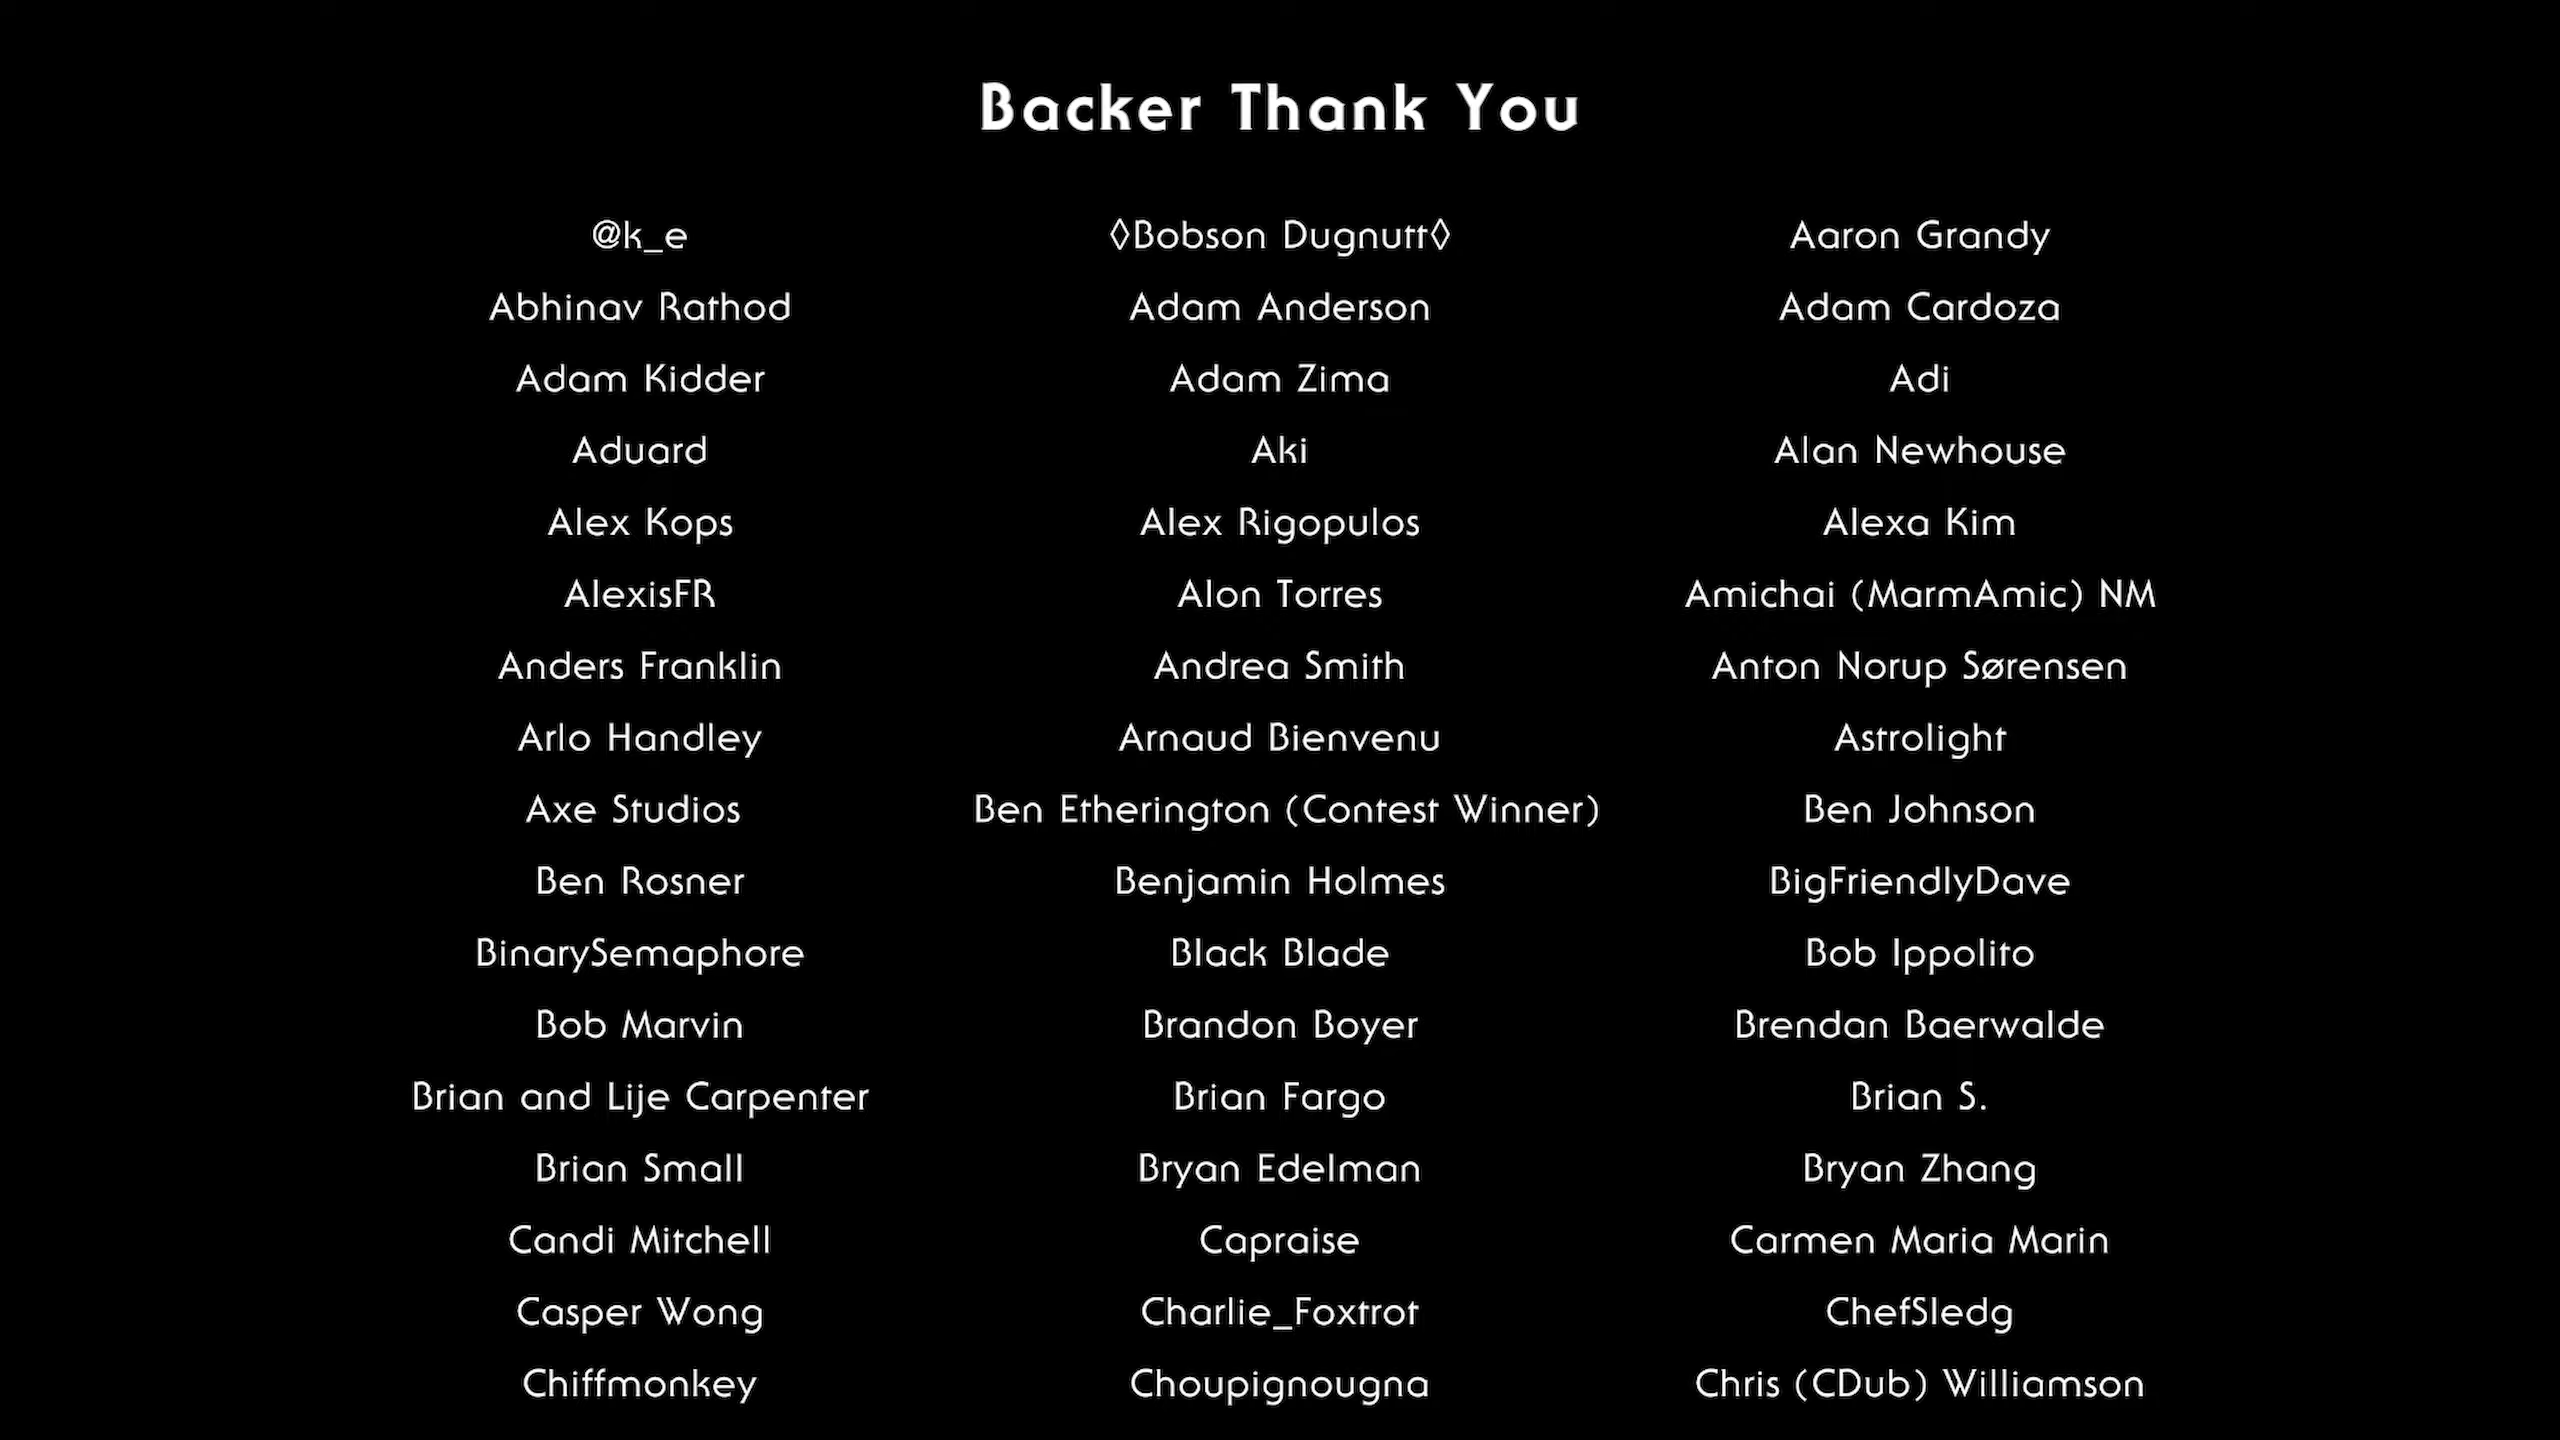 Backer Thank You
@k_e ◊Bobson Dugnutt◊ Aaron Grandy
Abhinav Rathod Adam Anderson Adam Cardoza
Adam Kidder Adam Zima Adi
Aduard Aki Alan Newhouse
Alex Kops Alex Rigopulos Alexa Kim
AlexisFR Alon Torres Amichai (MarmAmic) NM
Anders Franklin Andrea Smith Anton Norup Sørensen
Arlo Handley Arnaud Bienvenu Astrolight
Axe Studios Ben Etherington (Contest Winner) Ben Johnson
Ben Rosner Benjamin Holmes BigFriendlyDave
BinarySemaphore Black Blade Bob Ippolito
Bob Marvin Brandon Boyer Brendan Baerwalde
Brian and Lije Carpenter Brian Fargo Brian S.
Brian Small Bryan Edelman Bryan Zhang
Candi Mitchell Capraise Carmen Maria Marin
Casper Wong Charlie_Foxtrot ChefSledg
Chiffmonkey Choupignougna Chris (CDub) Williamson